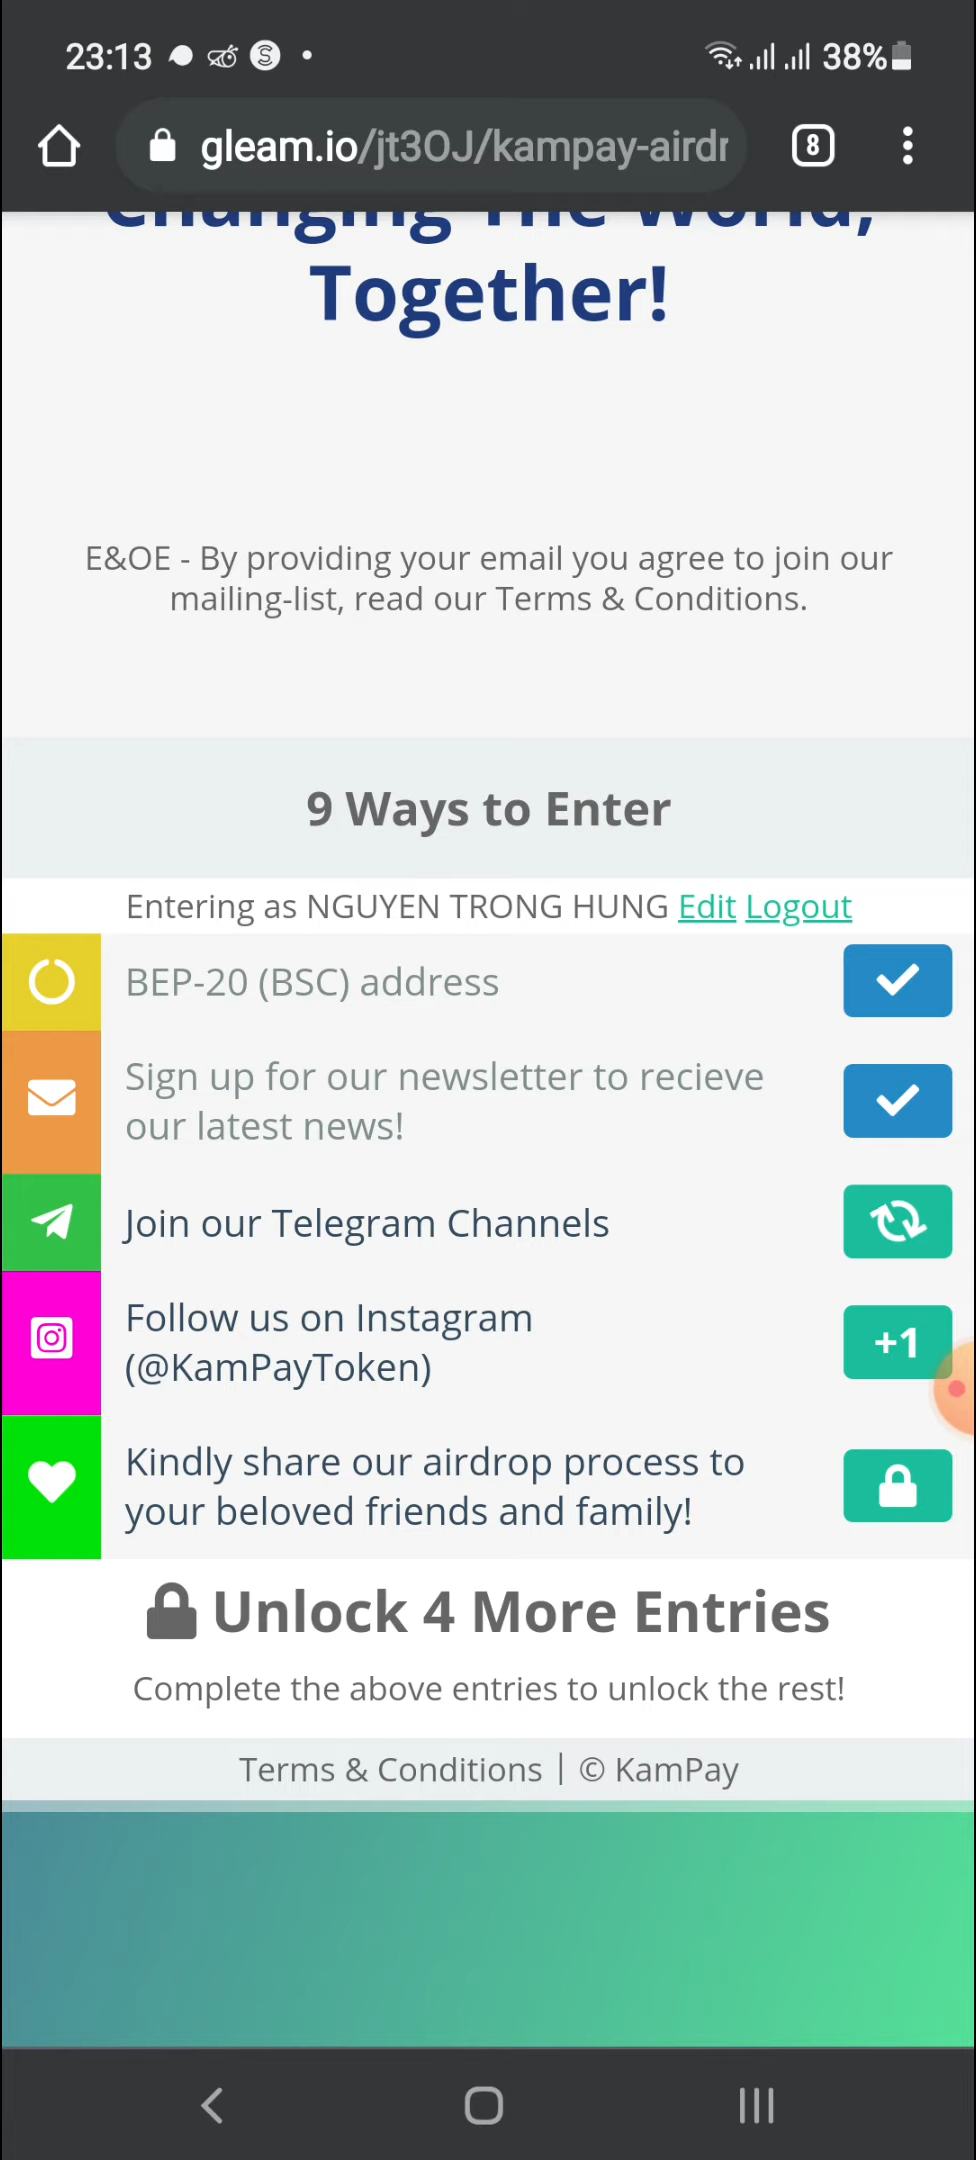 23:13
38%
gleam.io/jt3OJ/kampay-airdr
8
Changing The World,
Together!
E&OE - By providing your email you agree to join our
mailing-list, read our Terms & Conditions.
9 Ways to Enter
Entering as NGUYEN TRONG HUNG Edit Logout
BEP-20 (BSC) address
Sign up for our newsletter to recieve
our latest news!
Join our Telegram Channels
Follow us on Instagram
(@KamPayToken)
+1
Kindly share our airdrop process to
your beloved friends and family!
Unlock 4 More Entries
Complete the above entries to unlock the rest!
Terms & Conditions | © KamPay